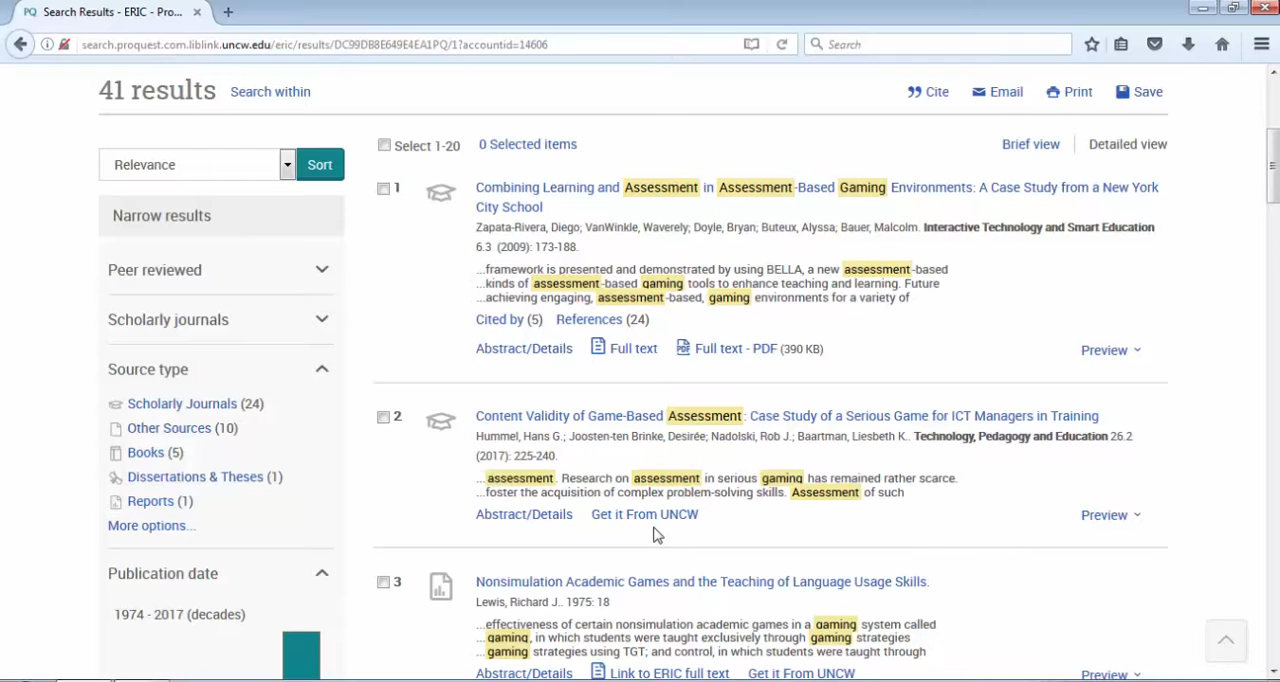 PQ Search Results - ERIC - Pro...
search.proquest.com.liblink.uncw.edu/eric/results/DC99DB8E649E4EA1PQ/1?accountid=14606
Search
41 results
Search within
Cite
Email
Print
Save
Relevance
Sort
Select 1-20
0 Selected items
Brief view
Detailed view
Narrow results
Peer reviewed
Scholarly journals
Source type
Scholarly Journals (24)
Other Sources (10)
Books (5)
Dissertations & Theses (1)
Reports (1)
More options...
Publication date
1974 - 2017 (decades)
1
Combining Learning and Assessment in Assessment-Based Gaming Environments: A Case Study from a New York
City School
Zapata-Rivera, Diego; VanWinkle, Waverely; Doyle, Bryan; Buteux, Alyssa; Bauer, Malcolm. Interactive Technology and Smart Education
6.3 (2009): 173-188.
...framework is presented and demonstrated by using BELLA, a new assessment-based
...kinds of assessment-based gaming tools to enhance teaching and learning. Future
...achieving engaging, assessment-based, gaming environments for a variety of
Cited by (5) References (24)
Abstract/Details Full text Full text - PDF (390 KB)
Preview
2
Content Validity of Game-Based Assessment: Case Study of a Serious Game for ICT Managers in Training
Hummel, Hans G.; Joosten-ten Brinke, Desirée; Nadolski, Rob J.; Baartman, Liesbeth K.. Technology, Pedagogy and Education 26.2
(2017): 225-240.
...assessment. Research on assessment in serious gaming has remained rather scarce.
...foster the acquisition of complex problem-solving skills. Assessment of such
Abstract/Details Get it From UNCW
Preview
3
Nonsimulation Academic Games and the Teaching of Language Usage Skills.
Lewis, Richard J.. 1975: 18
...effectiveness of certain nonsimulation academic games in a gaming system called
...gaming, in which students were taught exclusively through gaming strategies
...gaming strategies using TGT; and control, in which students were taught through
Abstract/Details Link to ERIC full text Get it From UNCW
Preview